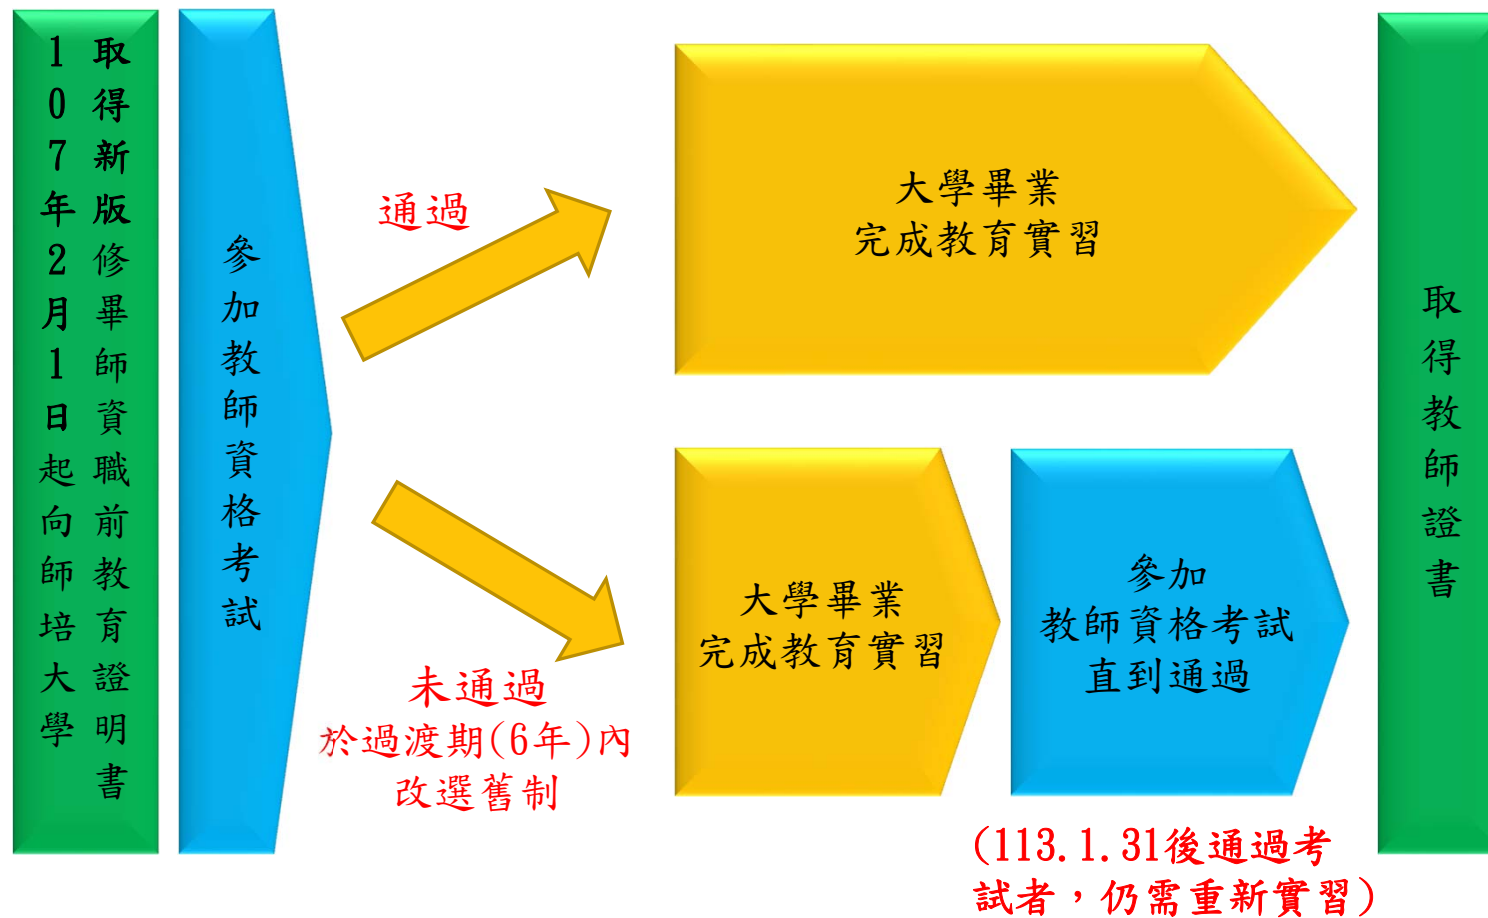 107年2月1日起向師培大學
取得新版修畢師資職前教育證明書
參加教師資格考試
通過
大學畢業
完成教育實習
未通過
於過渡期(6年)內
改選舊制
大學畢業
完成教育實習
參加
教師資格考試
直到通過
(113.1.31後通過考
試者，仍需重新實習)
取得教師證書